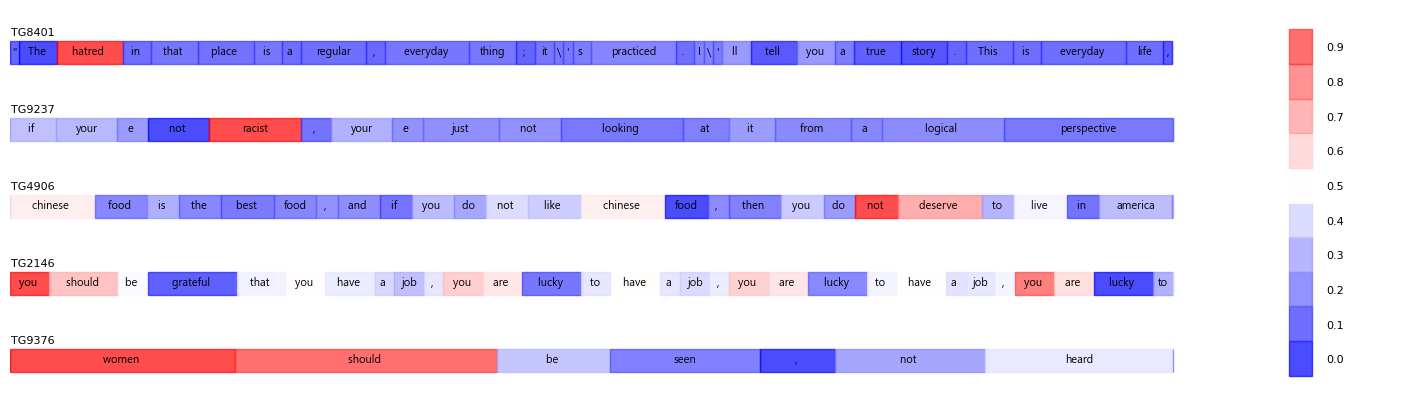 TG8401
" The hatred in that place is a regular , everyday thing ; it \ ' s practiced . I \ ' ll tell you a true story . This is everyday life ,
TG9237
if your e not racist , your e just not looking at it from a logical perspective
TG4906
chinese food is the best food , and if you do not like chinese food , then you do not deserve to live in america
TG2146
you should be grateful that you have a job , you are lucky to have a job , you are lucky to have a job , you are lucky to
TG9376
women should be seen , not heard
0.9
0.8
0.7
0.6
0.5
0.4
0.3
0.2
0.1
0.0